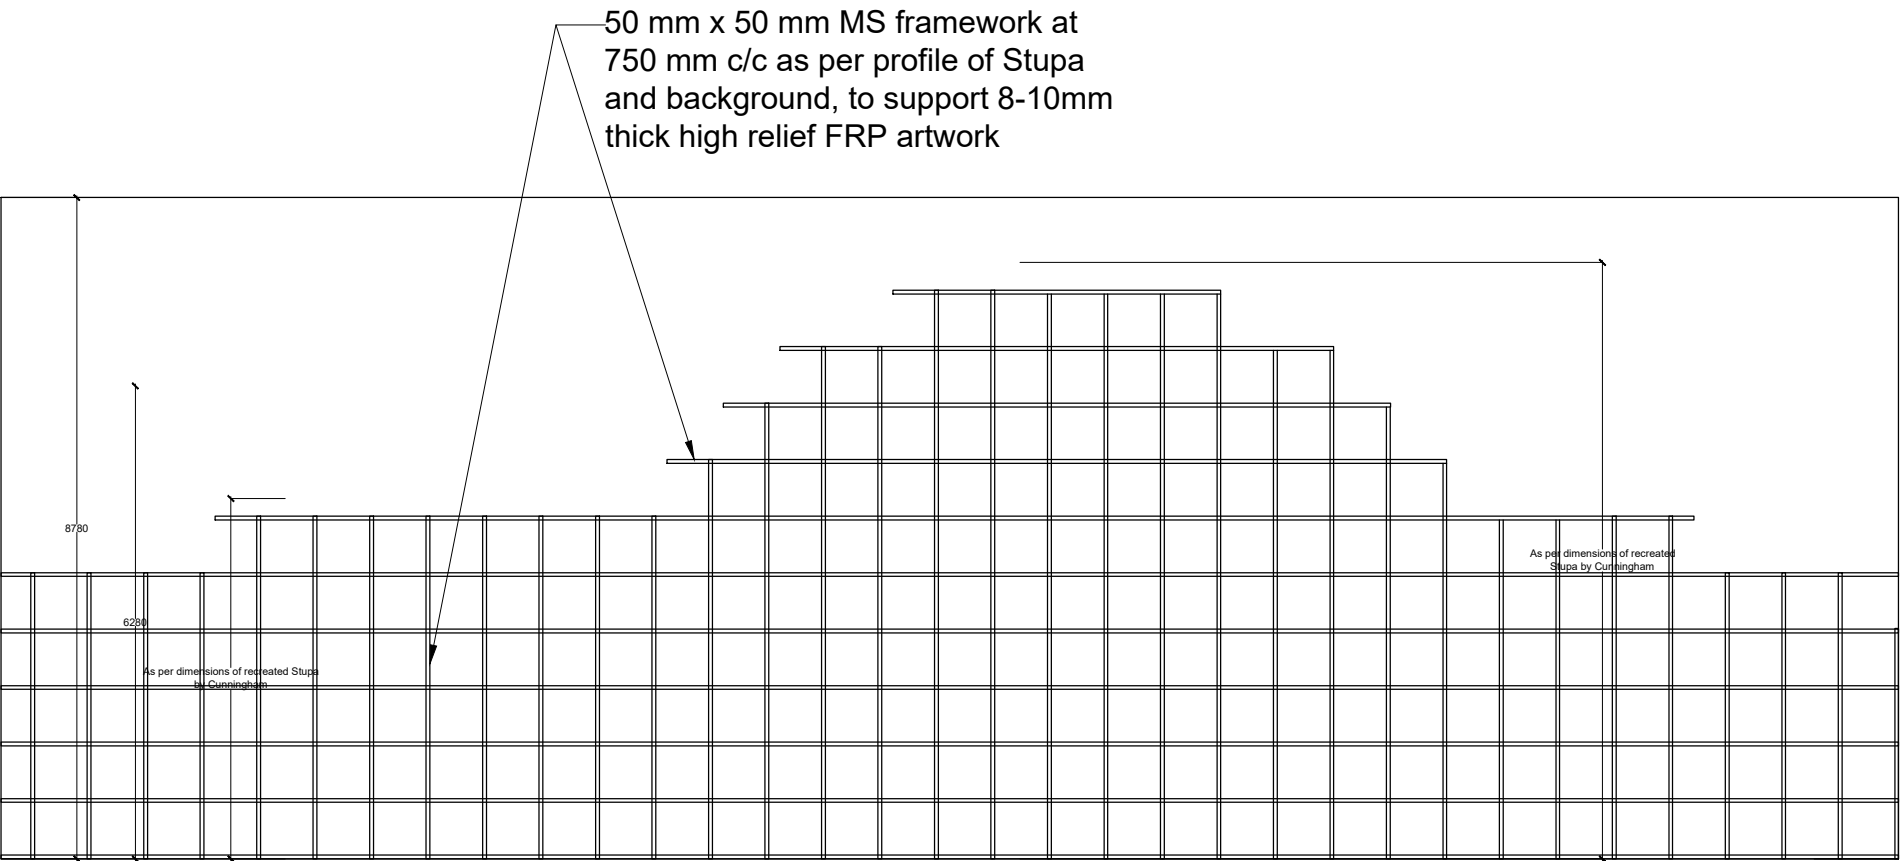 50 mm x 50 mm MS framework at
750 mm c/c as per profile of Stupa
and background, to support 8-10mm
thick high relief FRP artwork
8780
As per dimensions of recreated
Stupa by Cunningham
6280
As per dimensions of recreated Stupa
by Cunningham